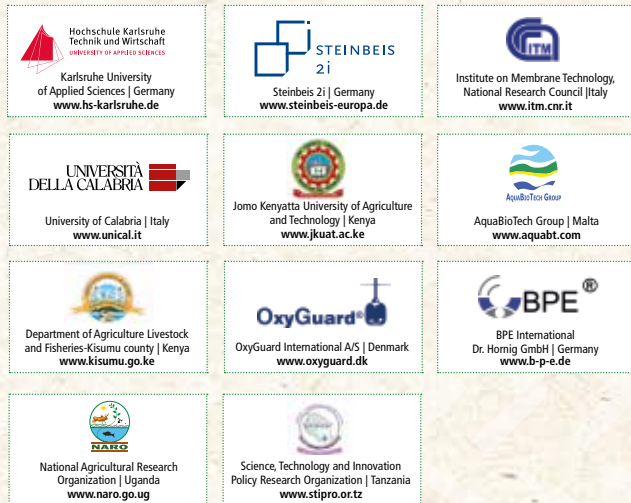 Hochschule Karlsruhe
Technik und Wirtschaft
UNIVERSITY OF APPLIED SCIENCES
Karlsruhe University
of Applied Sciences | Germany
www.hs-karlsruhe.de
STEINBEIS
2i
Steinbeis 2i | Germany
www.steinbeis-europa.de
ITM
Institute on Membrane Technology,
National Research Council |Italy
www.itm.cnr.it
UNIVERSITÀ
DELLA CALABRIA
University of Calabria | Italy
www.unical.it
Jomo Kenyatta University of Agriculture
and Technology | Kenya
www.jkuat.ac.ke
AQUABIOTECH GROUP
AquaBioTech Group | Malta
www.aquabt.com
Department of Agriculture Livestock
and Fisheries-Kisumu county | Kenya
www.kisumu.go.ke
OxyGuard®
OxyGuard International A/S | Denmark
www.oxyguard.dk
BPE®
BPE International
Dr. Hornig GmbH | Germany
www.b-p-e.de
NARO
National Agricultural Research
Organization | Uganda
www.naro.go.ug
Science, Technology and Innovation
Policy Research Organization | Tanzania
www.stipro.or.tz